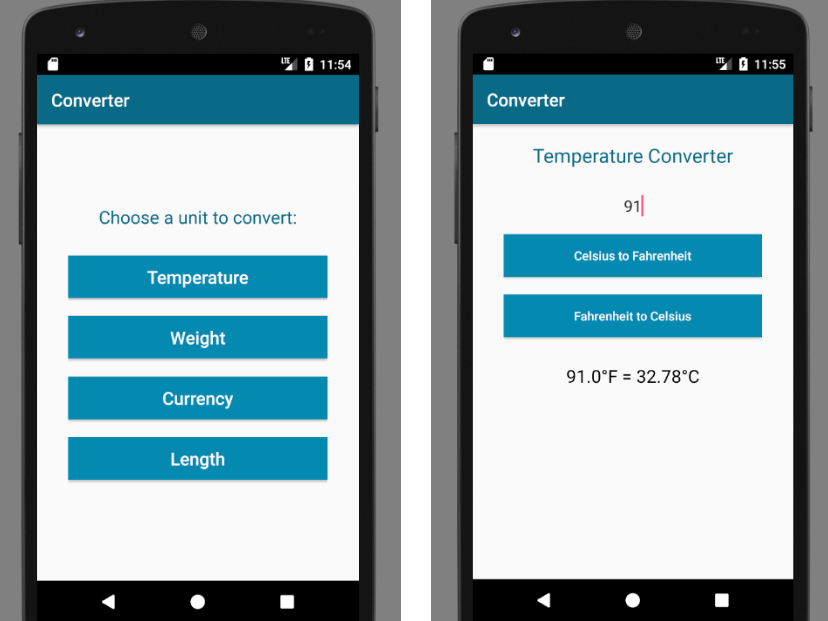 LTE 11:54
Converter
Choose a unit to convert:
Temperature
Weight
Currency
Length
LTE 11:55
Converter
Temperature Converter
91
Celsius to Fahrenheit
Fahrenheit to Celsius
91.0°F = 32.78°C